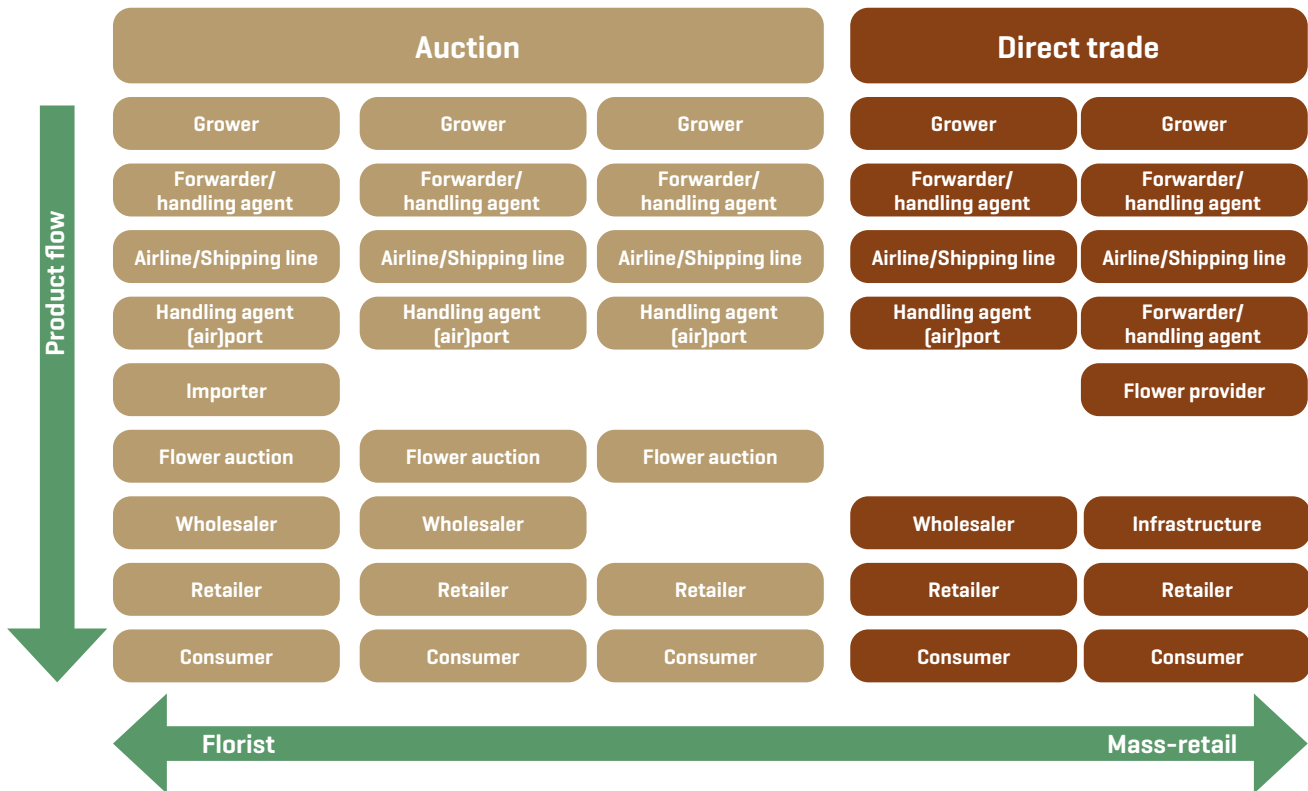 Auction
Direct trade
Product flow
Grower
Grower
Grower
Grower
Grower
Forwarder/
handling agent
Forwarder/
handling agent
Forwarder/
handling agent
Forwarder/
handling agent
Forwarder/
handling agent
Airline/Shipping line
Airline/Shipping line
Airline/Shipping line
Airline/Shipping line
Airline/Shipping line
Handling agent
(air)port
Handling agent
(air)port
Handling agent
(air)port
Handling agent
(air)port
Forwarder/
handling agent
Importer
Flower provider
Flower auction
Flower auction
Flower auction
Wholesaler
Wholesaler
Wholesaler
Infrastructure
Retailer
Retailer
Retailer
Retailer
Retailer
Consumer
Consumer
Consumer
Consumer
Consumer
Florist
Mass-retail